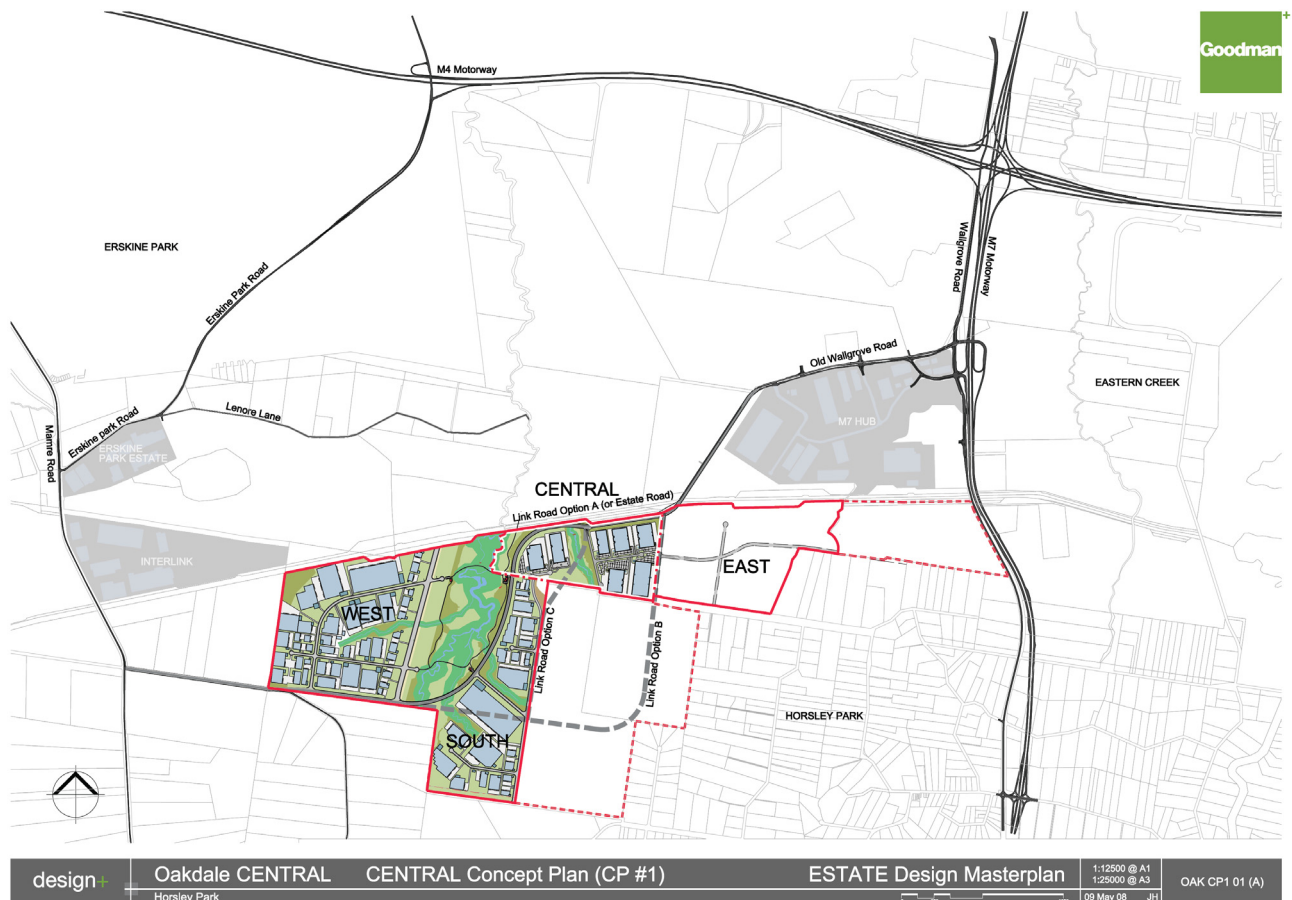 Goodman+
M4 Motorway
ERSKINE PARK
Erskine Park Road
Wallgrove Road
M7 Motorway
Old Wallgrove Road
EASTERN CREEK
Lenore Lane
Erskine park Road
Mamre Road
ERSKINE
PARK ESTATE
M7 HUB
CENTRAL
Link Road Option A (or Estate Road)
INTERLINK
EAST
WEST
Link Road Option C
Link Road Option B
HORSLEY PARK
SOUTH
design+
Oakdale CENTRAL CENTRAL Concept Plan (CP #1) ESTATE Design Masterplan
Horsley Park
1:12500 @ A1
1:25000 @ A3
09 May 08 JH
OAK CP1 01 (A)